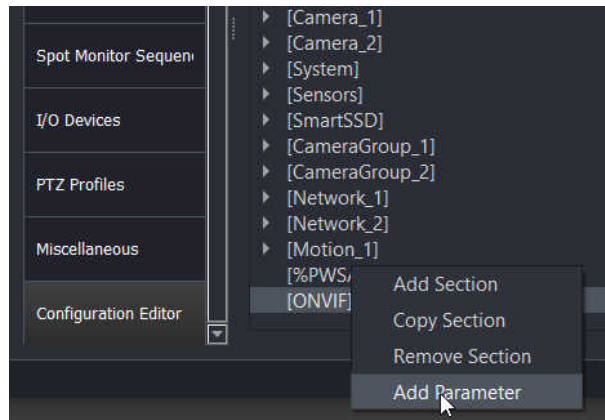 Spot Monitor Sequen
I/O Devices
PTZ Profiles
Miscellaneous
Configuration Editor
[Camera_1]
[Camera_2]
[System]
[Sensors]
[SmartSSD]
[CameraGroup_1]
[CameraGroup_2]
[Network_1]
[Network_2]
[Motion_1]
[%PWS
[ONVIF]
Add Section
Copy Section
Remove Section
Add Parameter